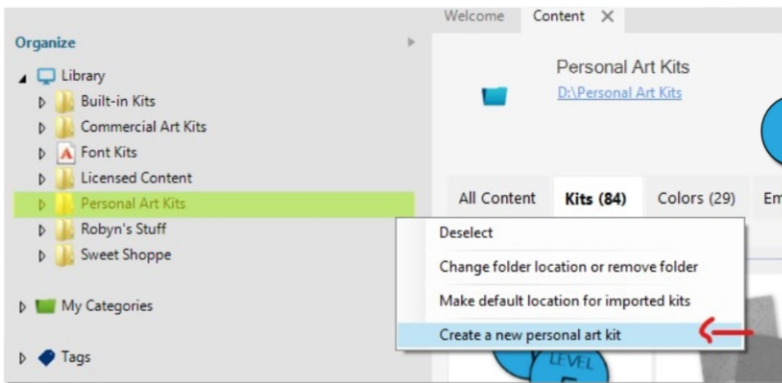 Welcome
Content
Organize
Library
Built-in Kits
Commercial Art Kits
Font Kits
Licensed Content
Personal Art Kits
Robyn's Stuff
Sweet Shoppe
My Categories
Tags
Personal Art Kits
D:\Personal Art Kits
All Content Kits (84) Colors (29) Em
Deselect
Change folder location or remove folder
Make default location for imported kits
Create a new personal art kit
LEVEL